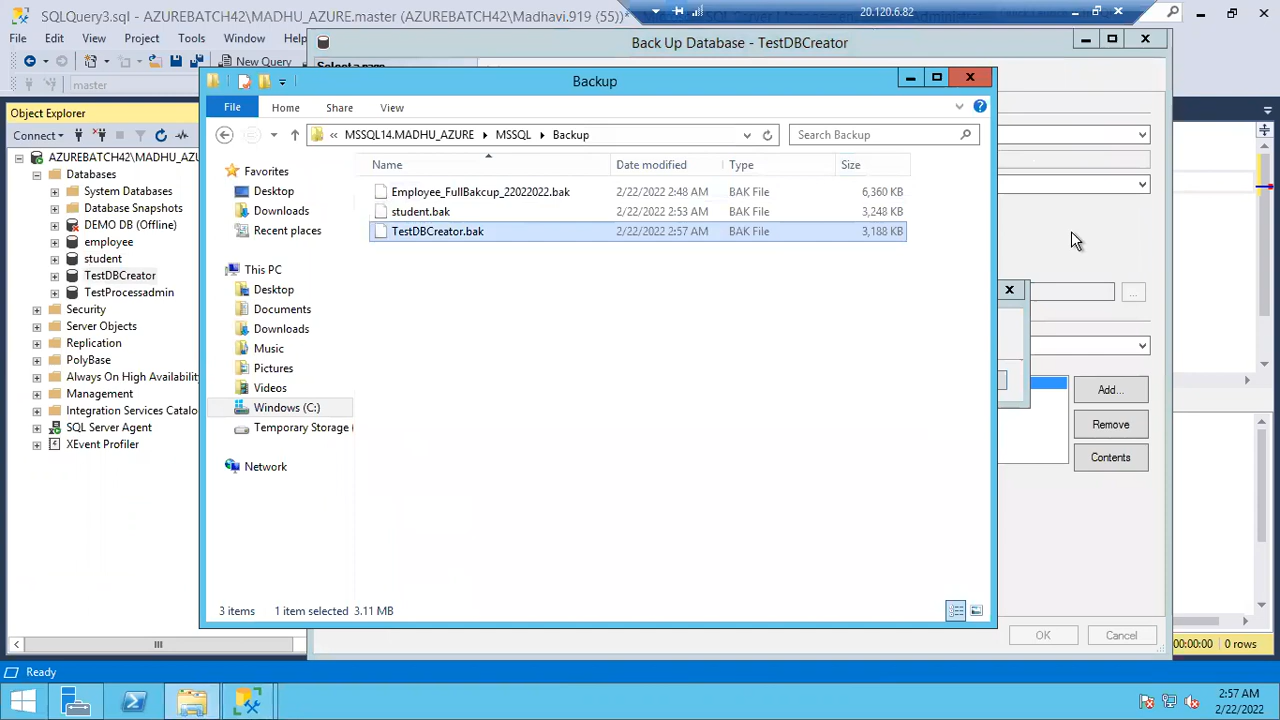 SQLQuery3.sql - AZUREBATCH42\MADHU_AZURE.master (AZUREBATCH42\Madhavi.919 (55))*
20.120.6.82
File Edit View Project Tools Window
New Query
master
Object Explorer
Connect
AZUREBATCH42\MADHU_AZU
Databases
System Databases
Database Snapshots
DEMO DB (Offline)
employee
student
TestDBCreator
TestProcessadmin
Security
Server Objects
Replication
PolyBase
Always On High Availability
Management
Integration Services Catalo
SQL Server Agent
XEvent Profiler
Back Up Database - TestDBCreator
Select a page
Backup
File Home Share View
« MSSQL14.MADHU_AZURE MSSQL Backup
Search Backup
Favorites
Desktop
Downloads
Recent places
This PC
Desktop
Documents
Downloads
Music
Pictures
Videos
Windows (C:)
Temporary Storage (
Network
Name Date modified Type Size
Employee_FullBakcup_22022022.bak 2/22/2022 2:48 AM BAK File 6,360 KB
student.bak 2/22/2022 2:53 AM BAK File 3,248 KB
TestDBCreator.bak 2/22/2022 2:57 AM BAK File 3,188 KB
3 items 1 item selected 3.11 MB
...
Add...
Remove
Contents
OK Cancel
00:00:00 0 rows
Ready
2:57 AM
2/22/2022